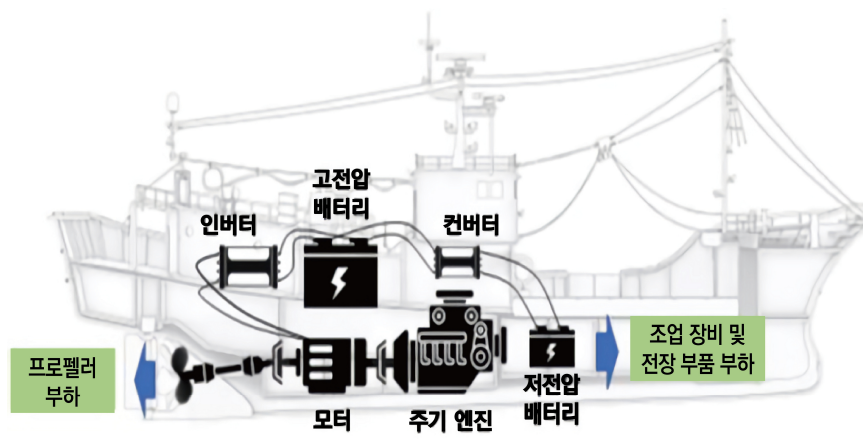 고전압
배터리
인버터
컨버터
프로펠러
부하
모터
주기 엔진
저전압
배터리
조업 장비 및
전장 부품 부하